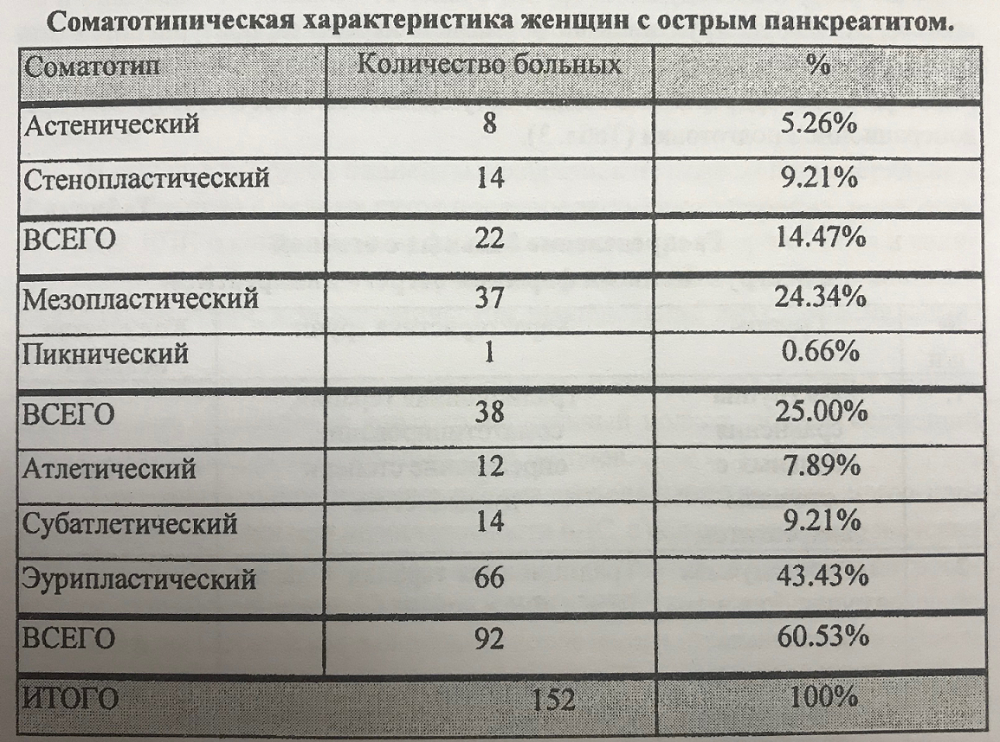 Соматотипическая характеристика женщин с острым панкреатитом.
Соматотип Количество больных %
Астенический 8 5.26%
Стенопластический 14 9.21%
ВСЕГО 22 14.47%
Мезопластический 37 24.34%
Пикнический 1 0.66%
ВСЕГО 38 25.00%
Атлетический 12 7.89%
Субатлетический 14 9.21%
Эурипластический 66 43.43%
ВСЕГО 92 60.53%
ИТОГО 152 100%